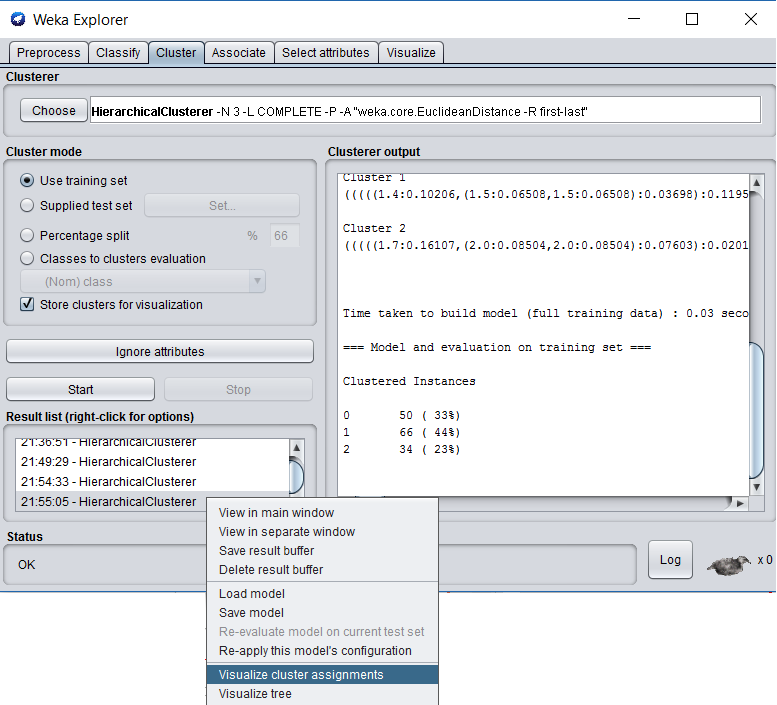 Weka Explorer
Preprocess Classify Cluster Associate Select attributes Visualize
Clusterer
Choose HierarchicalClusterer -N 3 -L COMPLETE -P -A "weka.core.EuclideanDistance -R first-last"
Cluster mode
Use training set
Supplied test set Set...
Percentage split % 66
Classes to clusters evaluation
(Nom) class
Store clusters for visualization
Ignore attributes
Start Stop
Result list (right-click for options)
21:36:51 - HierarchicalClusterer
21:49:29 - HierarchicalClusterer
21:54:33 - HierarchicalClusterer
21:55:05 - HierarchicalClusterer
Clusterer output
Cluster 1
(((((1.4:0.10206,(1.5:0.06508,1.5:0.06508):0.03698):0.1195
Cluster 2
(((((1.7:0.16107,(2.0:0.08504,2.0:0.08504):0.07603):0.0201
Time taken to build model (full training data) : 0.03 seco
=== Model and evaluation on training set ===
Clustered Instances
0 50 ( 33%)
1 66 ( 44%)
2 34 ( 23%)
Status
OK
Log
x 0
View in main window
View in separate window
Save result buffer
Delete result buffer
Load model
Save model
Re-evaluate model on current test set
Re-apply this model's configuration
Visualize cluster assignments
Visualize tree